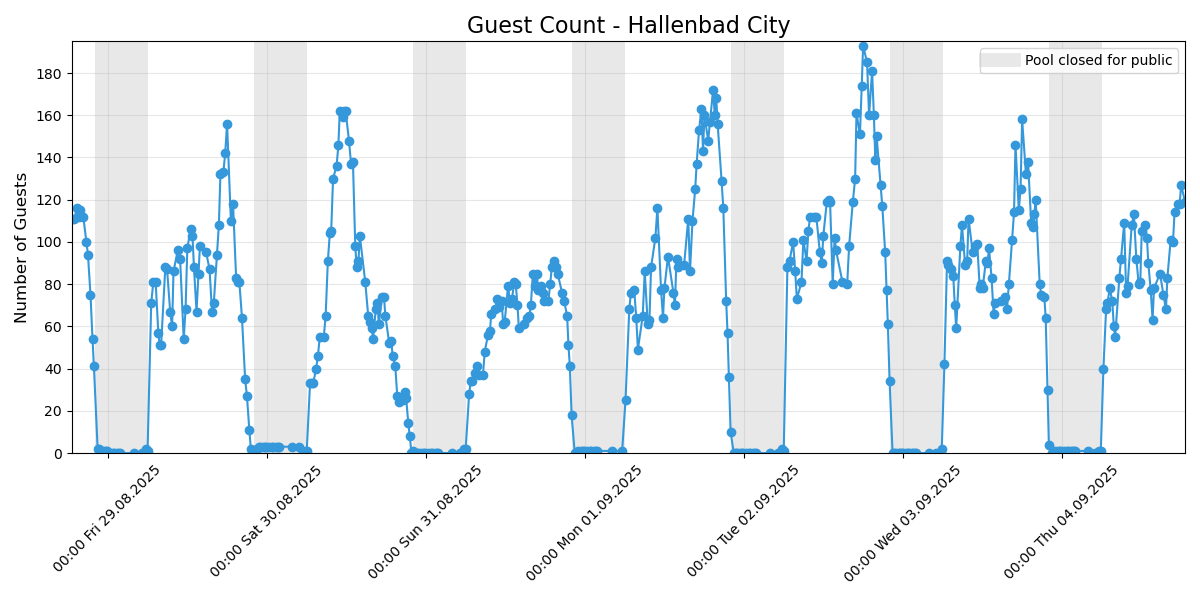 Guest Count - Hallenbad City
Pool closed for public
Number of Guests
180
160
140
120
100
80
60
40
20
0
00:00 Fri 29.08.2025
00:00 Sat 30.08.2025
00:00 Sun 31.08.2025
00:00 Mon 01.09.2025
00:00 Tue 02.09.2025
00:00 Wed 03.09.2025
00:00 Thu 04.09.2025